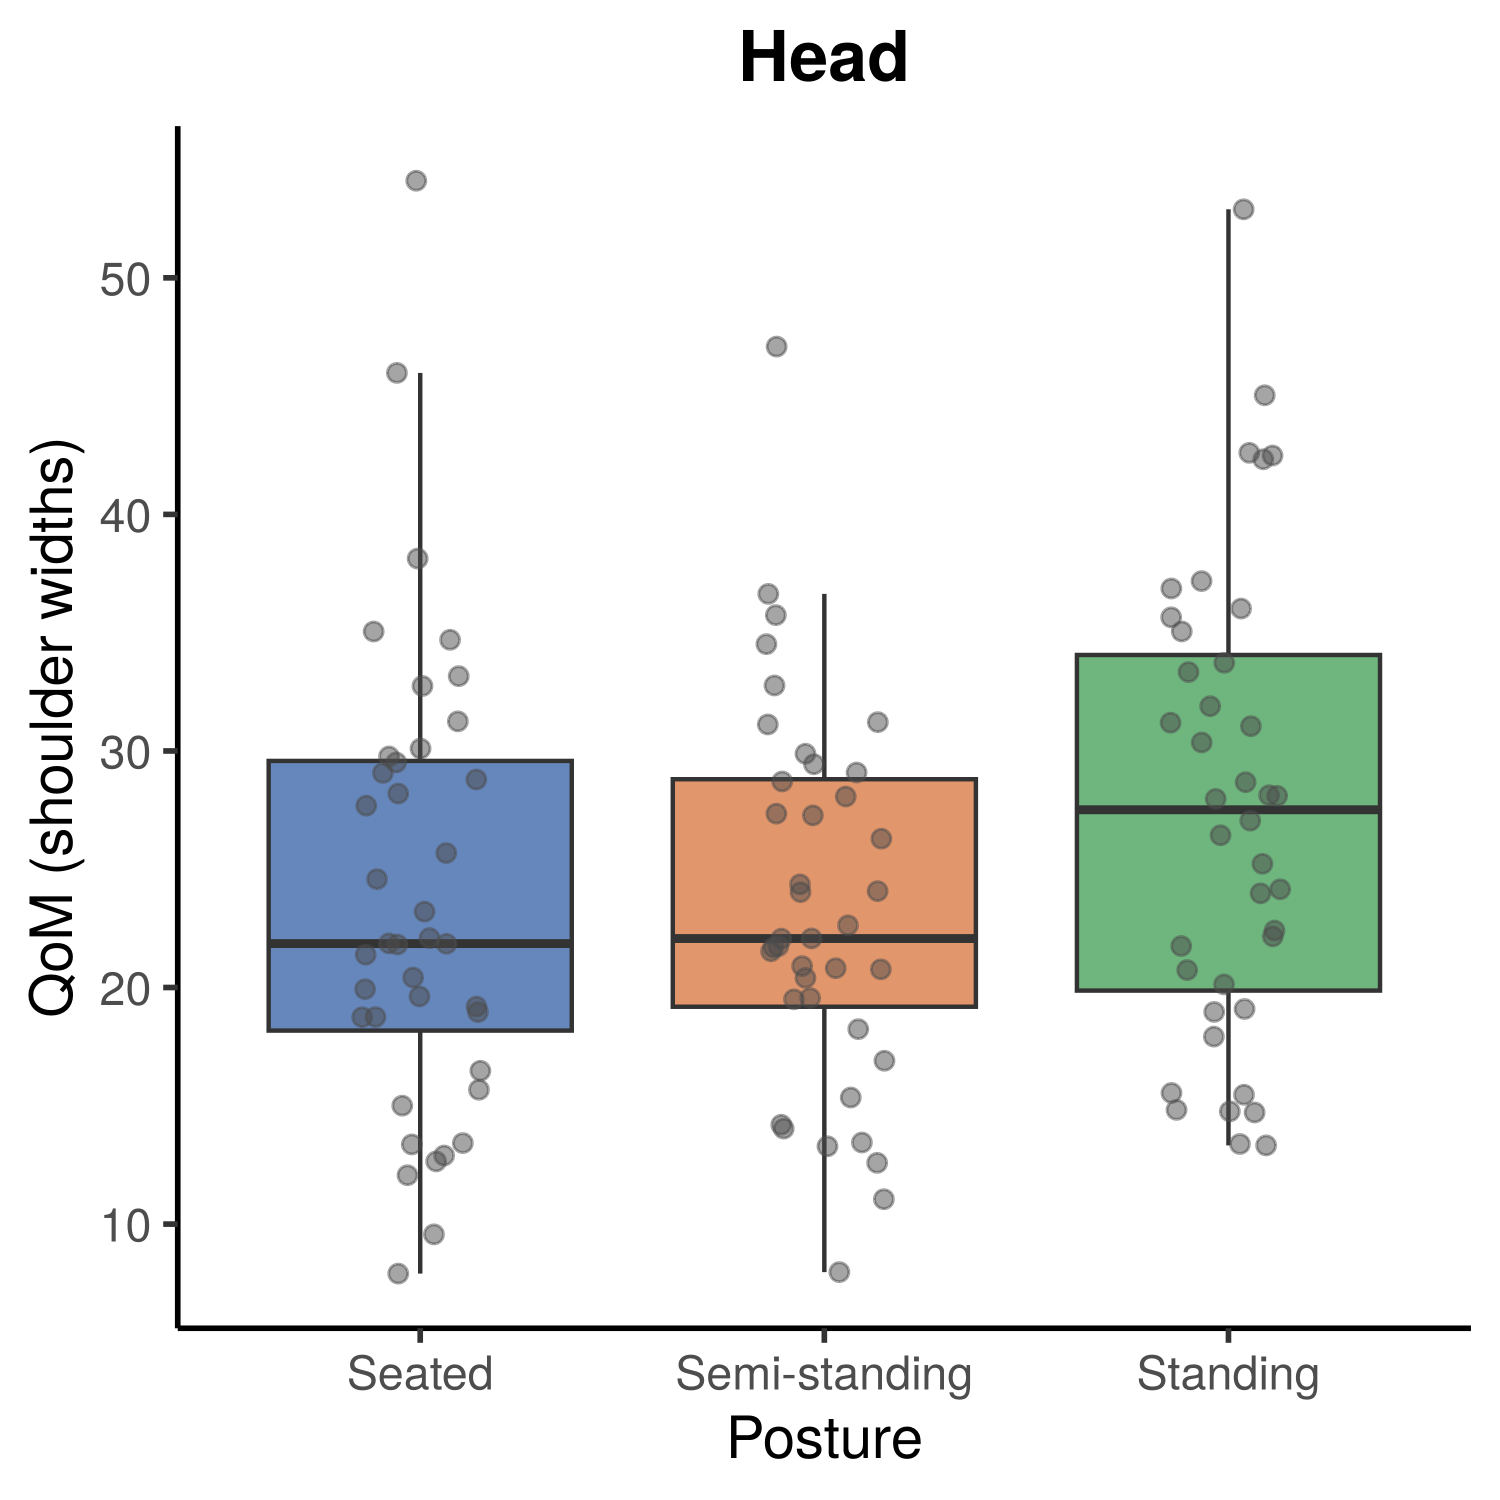 Head
QoM (shoulder widths)
50
40
30
20
10
Seated
Semi-standing
Standing
Posture